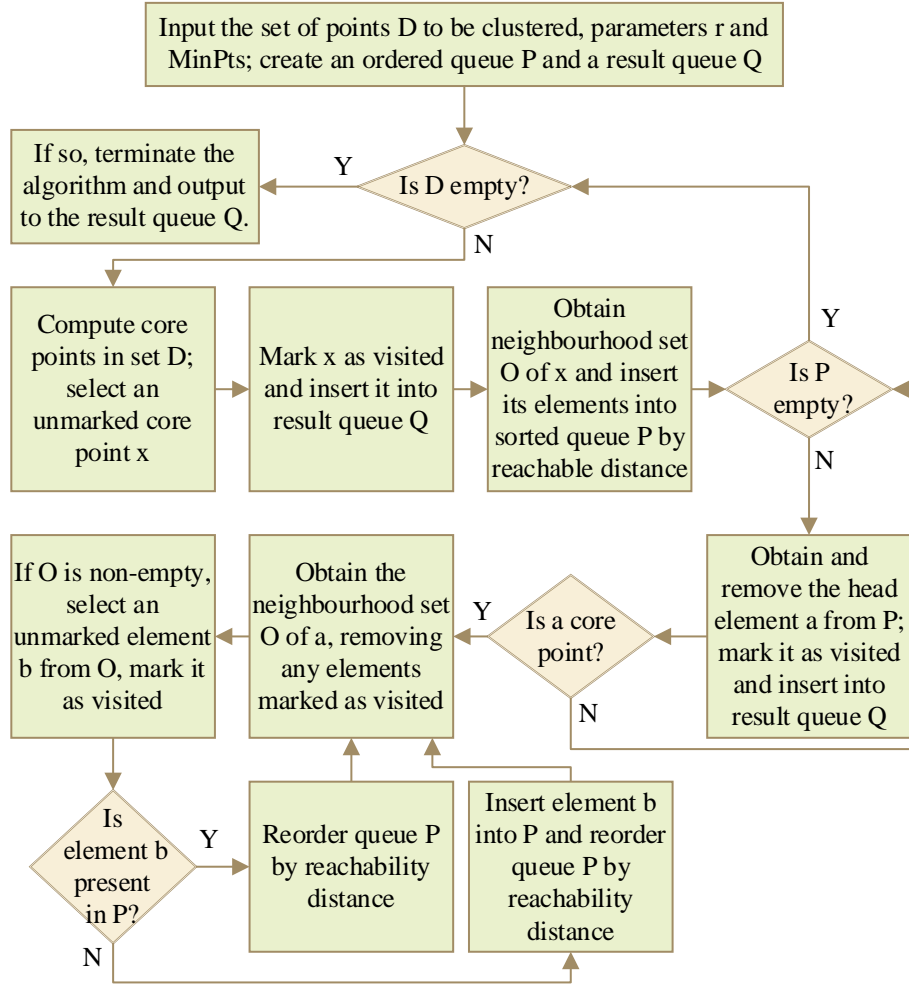 Input the set of points D to be clustered, parameters r and
MinPts; create an ordered queue P and a result queue Q
If so, terminate the
algorithm and output
to the result queue Q.
Y
Is D empty?
N
Compute core
points in set D;
select an
unmarked core
point x
Mark x as visited
and insert it into
result queue Q
Obtain
neighbourhood set
O of x and insert
its elements into
sorted queue P by
reachable distance
Y
Is P
empty?
N
If O is non-empty,
select an
unmarked element
b from O, mark it
as visited
Obtain the
neighbourhood set
O of a, removing
any elements
marked as visited
Y
Is a core
point?
N
Obtain and
remove the head
element a from P;
mark it as visited
and insert into
result queue Q
Is
element b
present
in P?
Y
N
Reorder queue P
by reachability
distance
Insert element b
into P and reorder
queue P by
reachability
distance